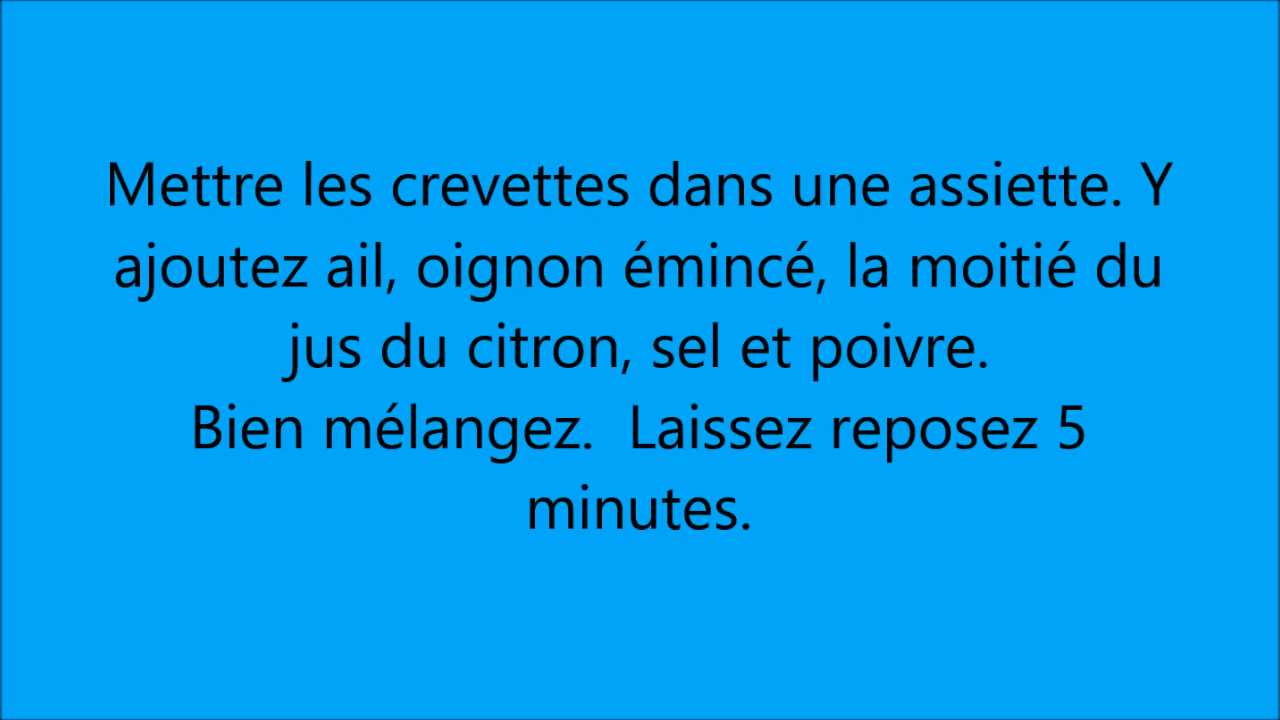 Mettre les crevettes dans une assiette. Y
ajoutez ail, oignon émincé, la moitié du
jus du citron, sel et poivre.
Bien mélangez.  Laissez reposez 5
minutes.